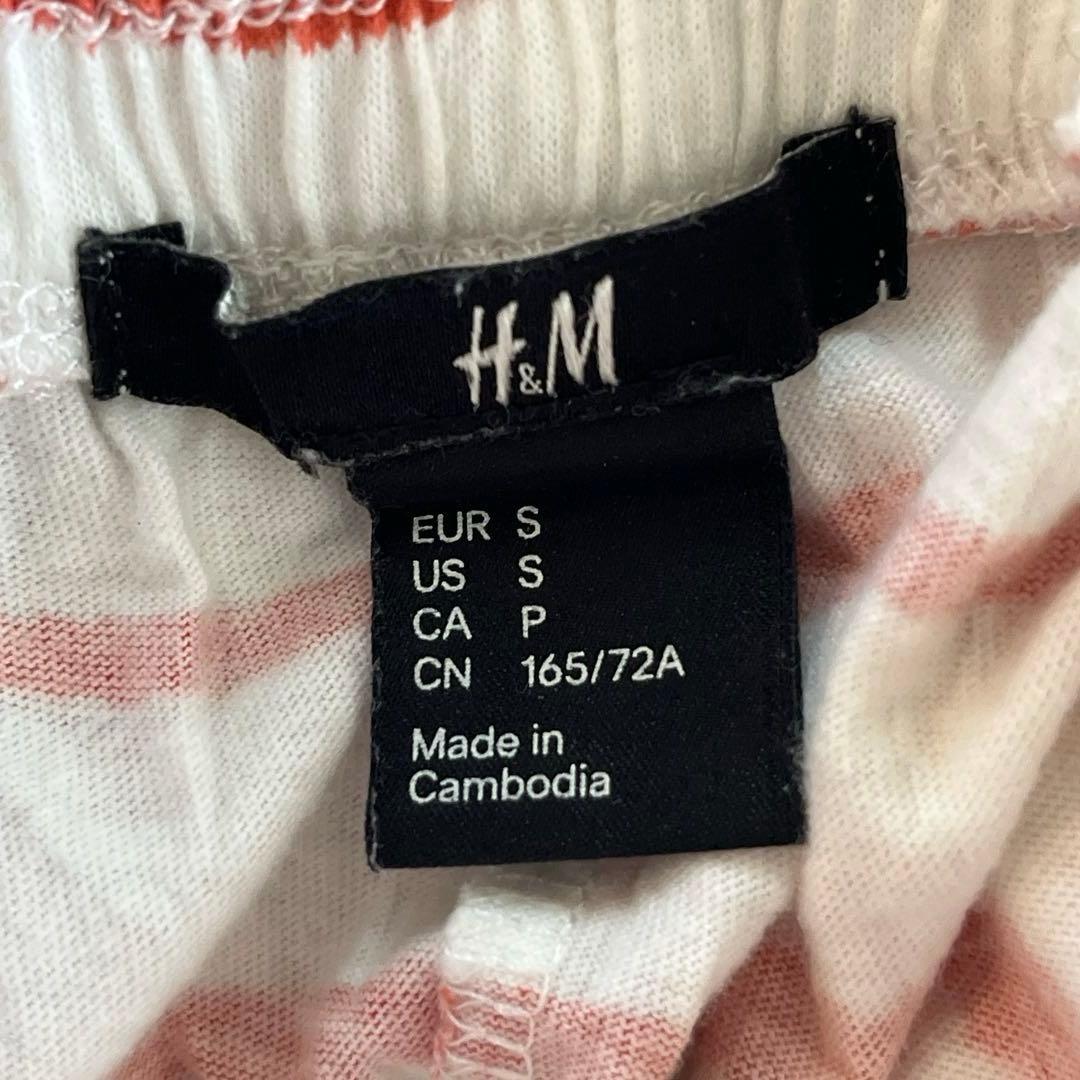 H&M
EUR S
US S
CA P
CN 165/72A
Made in
Cambodia